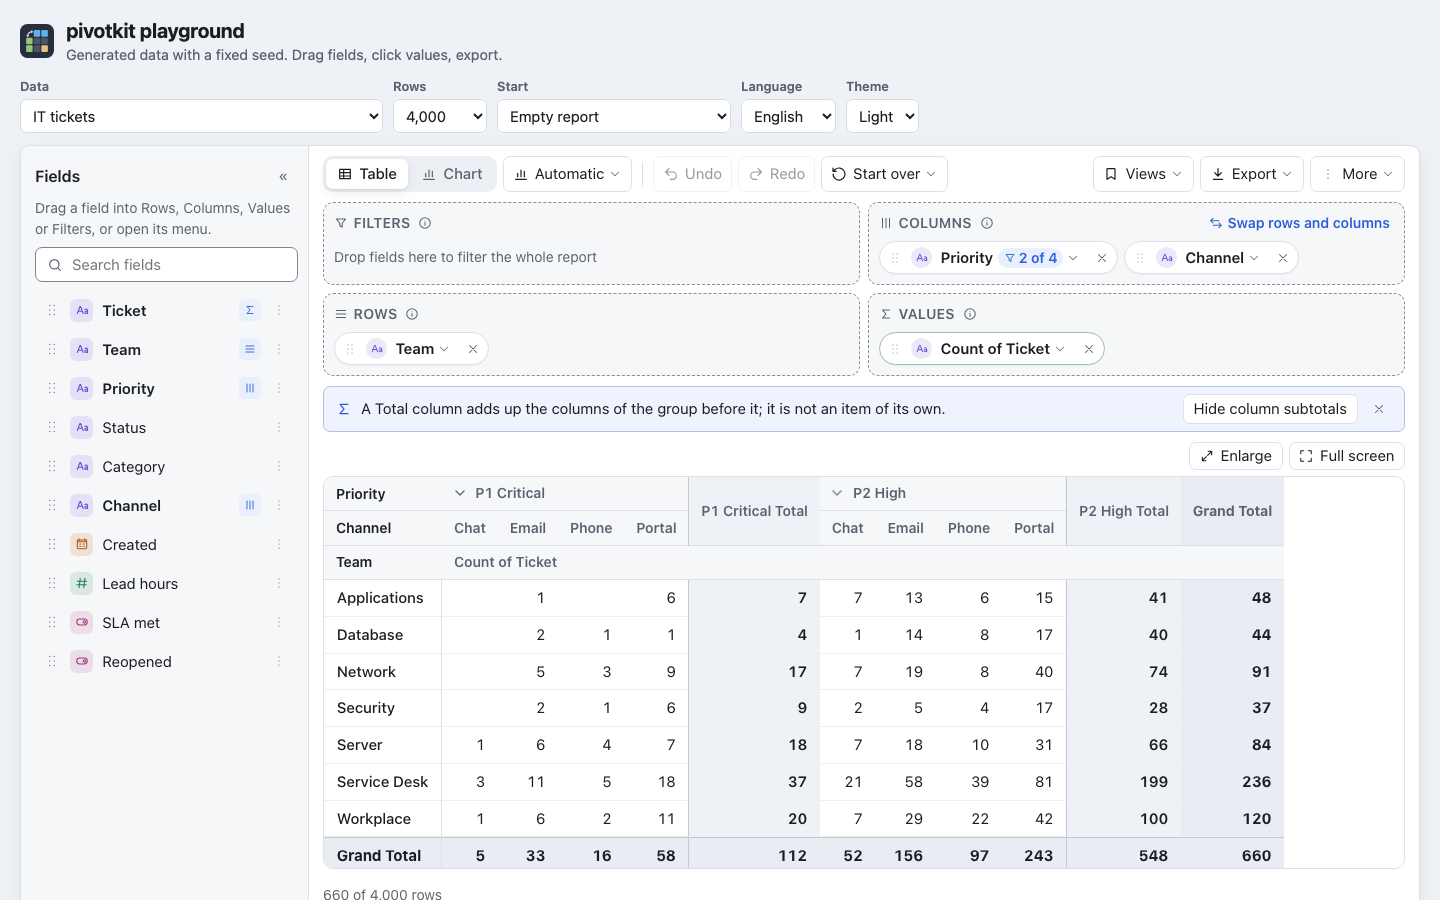 pivotkit playground
Generated data with a fixed seed. Drag fields, click values, export.
Data
Rows
Start
Language
Theme
IT tickets
4,000
Empty report
English
Light
Fields
«
Drag a field into Rows, Columns, Values
or Filters, or open its menu.
Search fields
Aa Ticket Σ
Aa Team
Aa Priority
Aa Status
Aa Category
Aa Channel
Created
# Lead hours
SLA met
Reopened
Table
Chart
Automatic
Undo
Redo
Start over
Views
Export
More
FILTERS
Drop fields here to filter the whole report
COLUMNS
Swap rows and columns
Aa Priority 2 of 4
Aa Channel
ROWS
Aa Team
Σ VALUES
Aa Count of Ticket
Σ A Total column adds up the columns of the group before it; it is not an item of its own.
Hide column subtotals
Enlarge
Full screen
Priority P1 Critical P1 Critical Total P2 High P2 High Total Grand Total
Channel Chat Email Phone Portal Chat Email Phone Portal
Team Count of Ticket
Applications 1 6 7 7 13 6 15 41 48
Database 2 1 1 4 1 14 8 17 40 44
Network 5 3 9 17 7 19 8 40 74 91
Security 2 1 6 9 2 5 4 17 28 37
Server 1 6 4 7 18 7 18 10 31 66 84
Service Desk 3 11 5 18 37 21 58 39 81 199 236
Workplace 1 6 2 11 20 7 29 22 42 100 120
Grand Total 5 33 16 58 112 52 156 97 243 548 660
660 of 4,000 rows